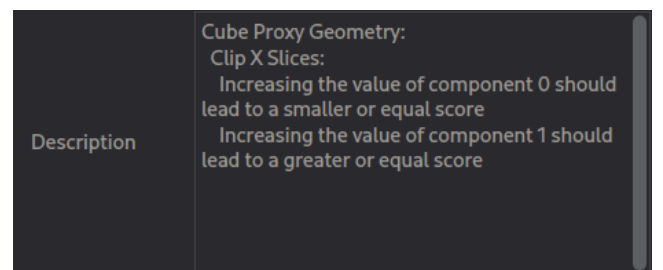 Cube Proxy Geometry:
Clip X Slices:
Increasing the value of component 0 should
lead to a smaller or equal score
Increasing the value of component 1 should
Description
lead to a greater or equal score